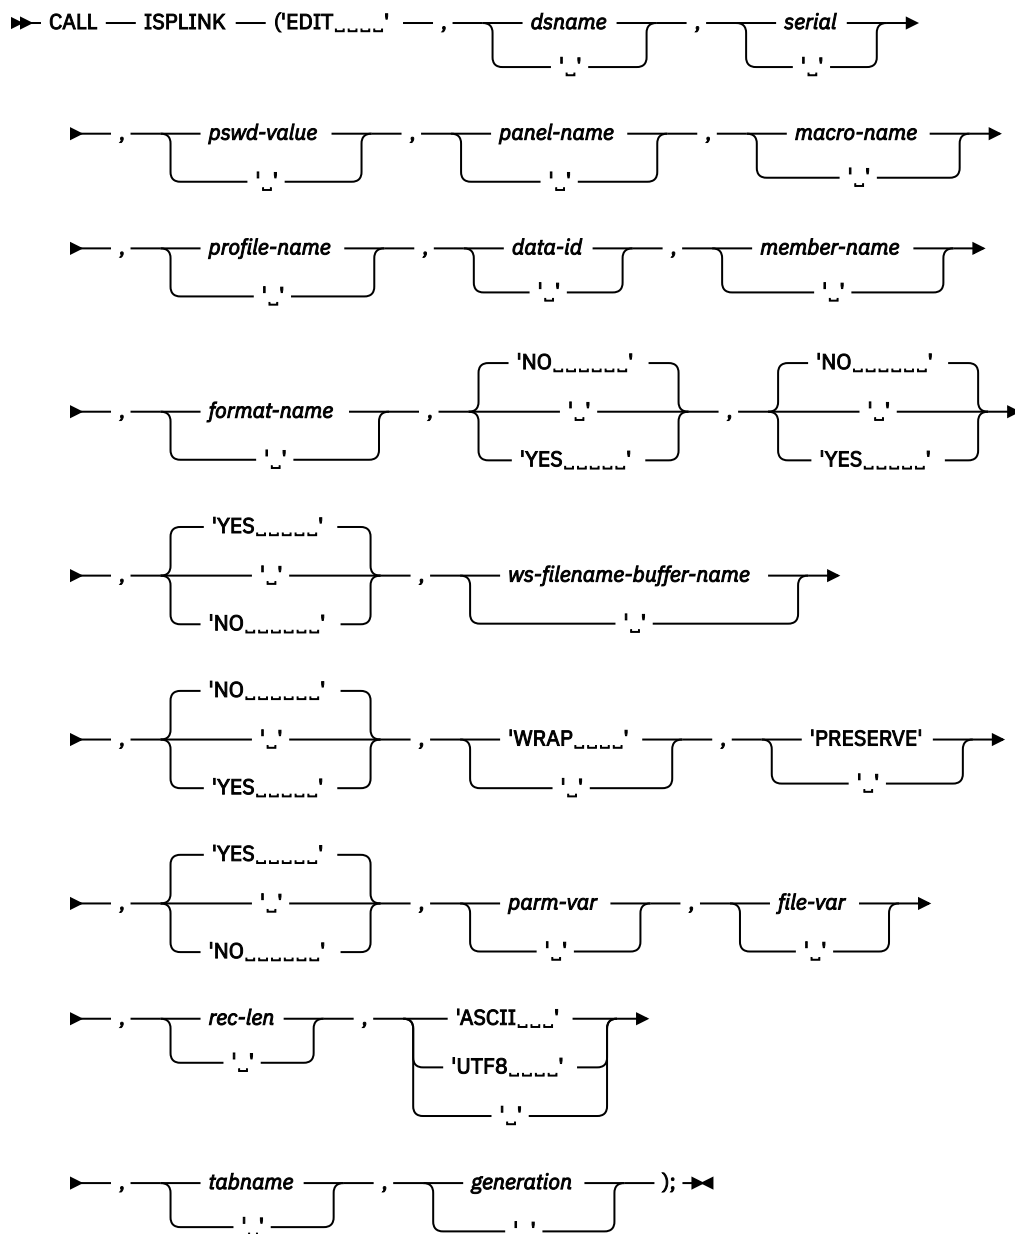 CALL ISPLINK ('EDIT␣␣␣␣' , dsname , serial
'␣' '␣'
, pswd-value , panel-name , macro-name
'␣' '␣' '␣'
, profile-name , data-id , member-name
'␣' '␣' '␣'
'NO␣␣␣␣␣␣' 'NO␣␣␣␣␣␣'
, format-name , '␣' , '␣'
'␣' 'YES␣␣␣␣␣' 'YES␣␣␣␣␣'
'YES␣␣␣␣␣'
, '␣' , ws-filename-buffer-name
'NO␣␣␣␣␣␣' '␣'
'NO␣␣␣␣␣␣'
, '␣' , 'WRAP␣␣␣␣' , 'PRESERVE'
'YES␣␣␣␣␣' '␣' '␣'
'YES␣␣␣␣␣'
, '␣' , parm-var , file-var
'NO␣␣␣␣␣␣' '␣' '␣'
, rec-len , 'ASCII␣␣␣'
'␣' 'UTF8␣␣␣␣'
'␣'
, tabname , generation );
'␣' '␣'